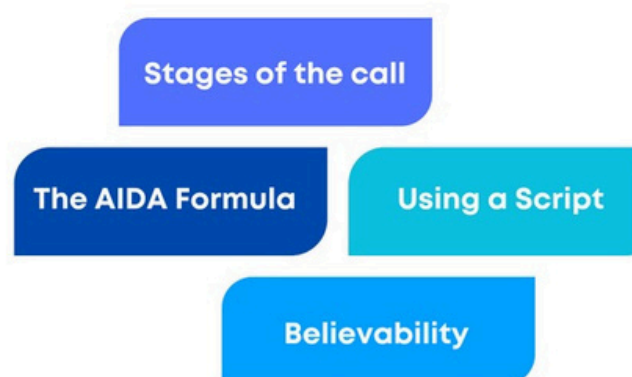 Stages of the call
The AIDA Formula
Using a Script
Believability